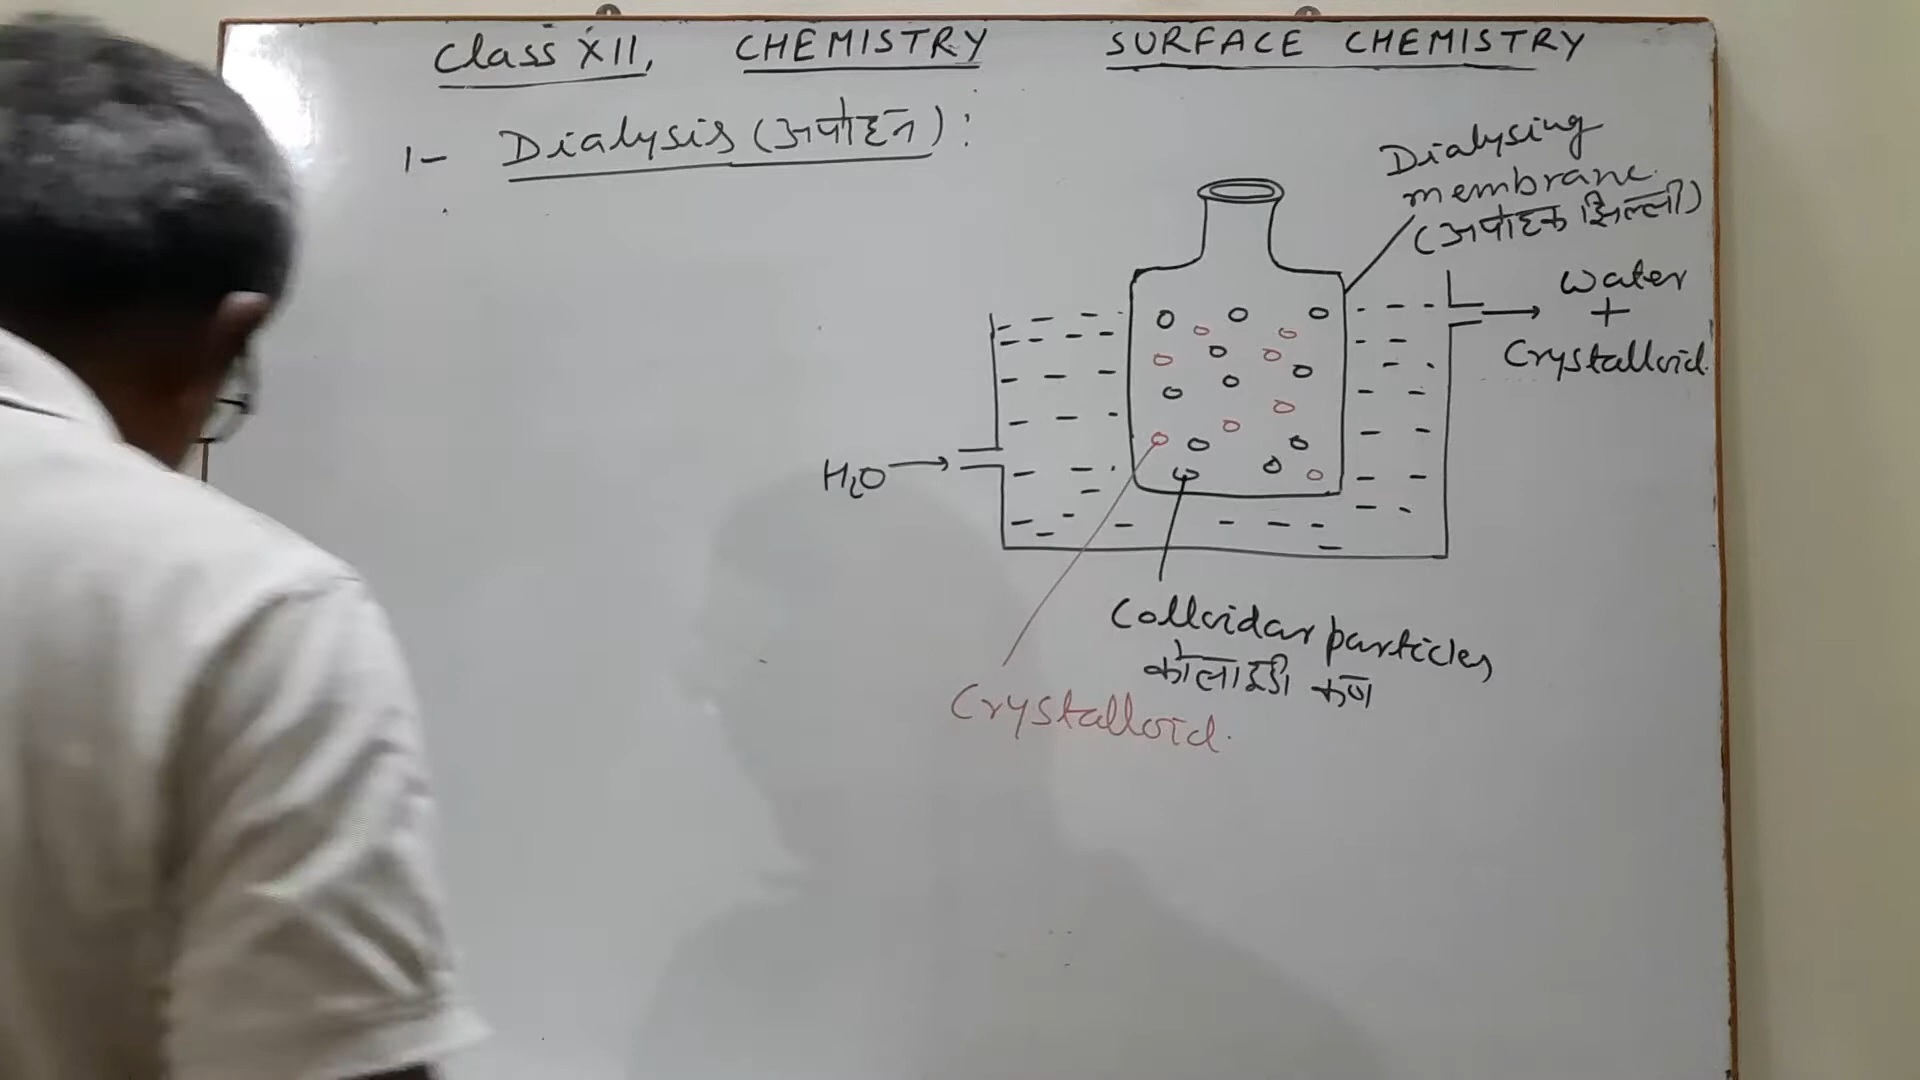 Class XII, CHEMISTRY SURFACE CHEMISTRY
1- Dialysis (अपोहन) :
Dialysing
membrane
(अपोहक झिल्ली)
Water
+
Crystalloid.
H₂O
Colloidar particles
कोलाइडी कण
Crystalloid.